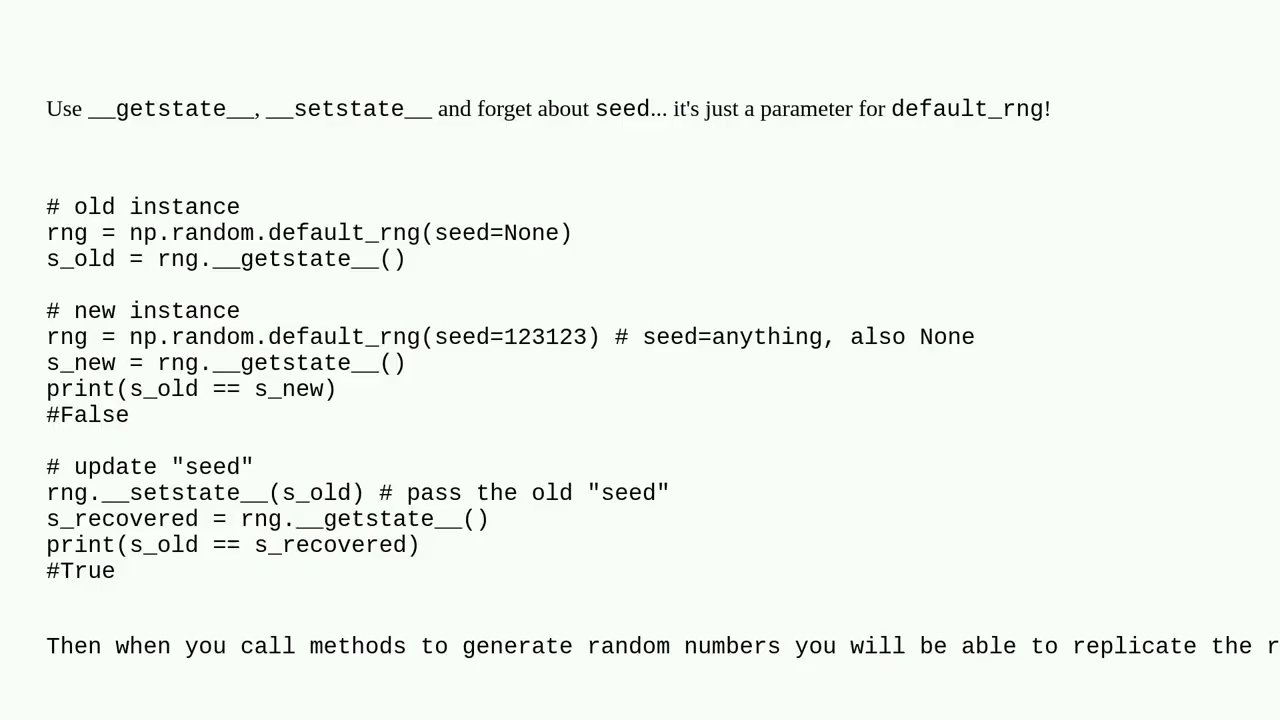 Use __getstate__, __setstate__ and forget about seed... it's just a parameter for default_rng!
# old instance
rng = np.random.default_rng(seed=None)
s_old = rng.__getstate__()
# new instance
rng = np.random.default_rng(seed=123123) # seed=anything, also None
s_new = rng.__getstate__()
print(s_old == s_new)
#False
# update "seed"
rng.__setstate__(s_old) # pass the old "seed"
s_recovered = rng.__getstate__()
print(s_old == s_recovered)
#True
Then when you call methods to generate random numbers you will be able to replicate the